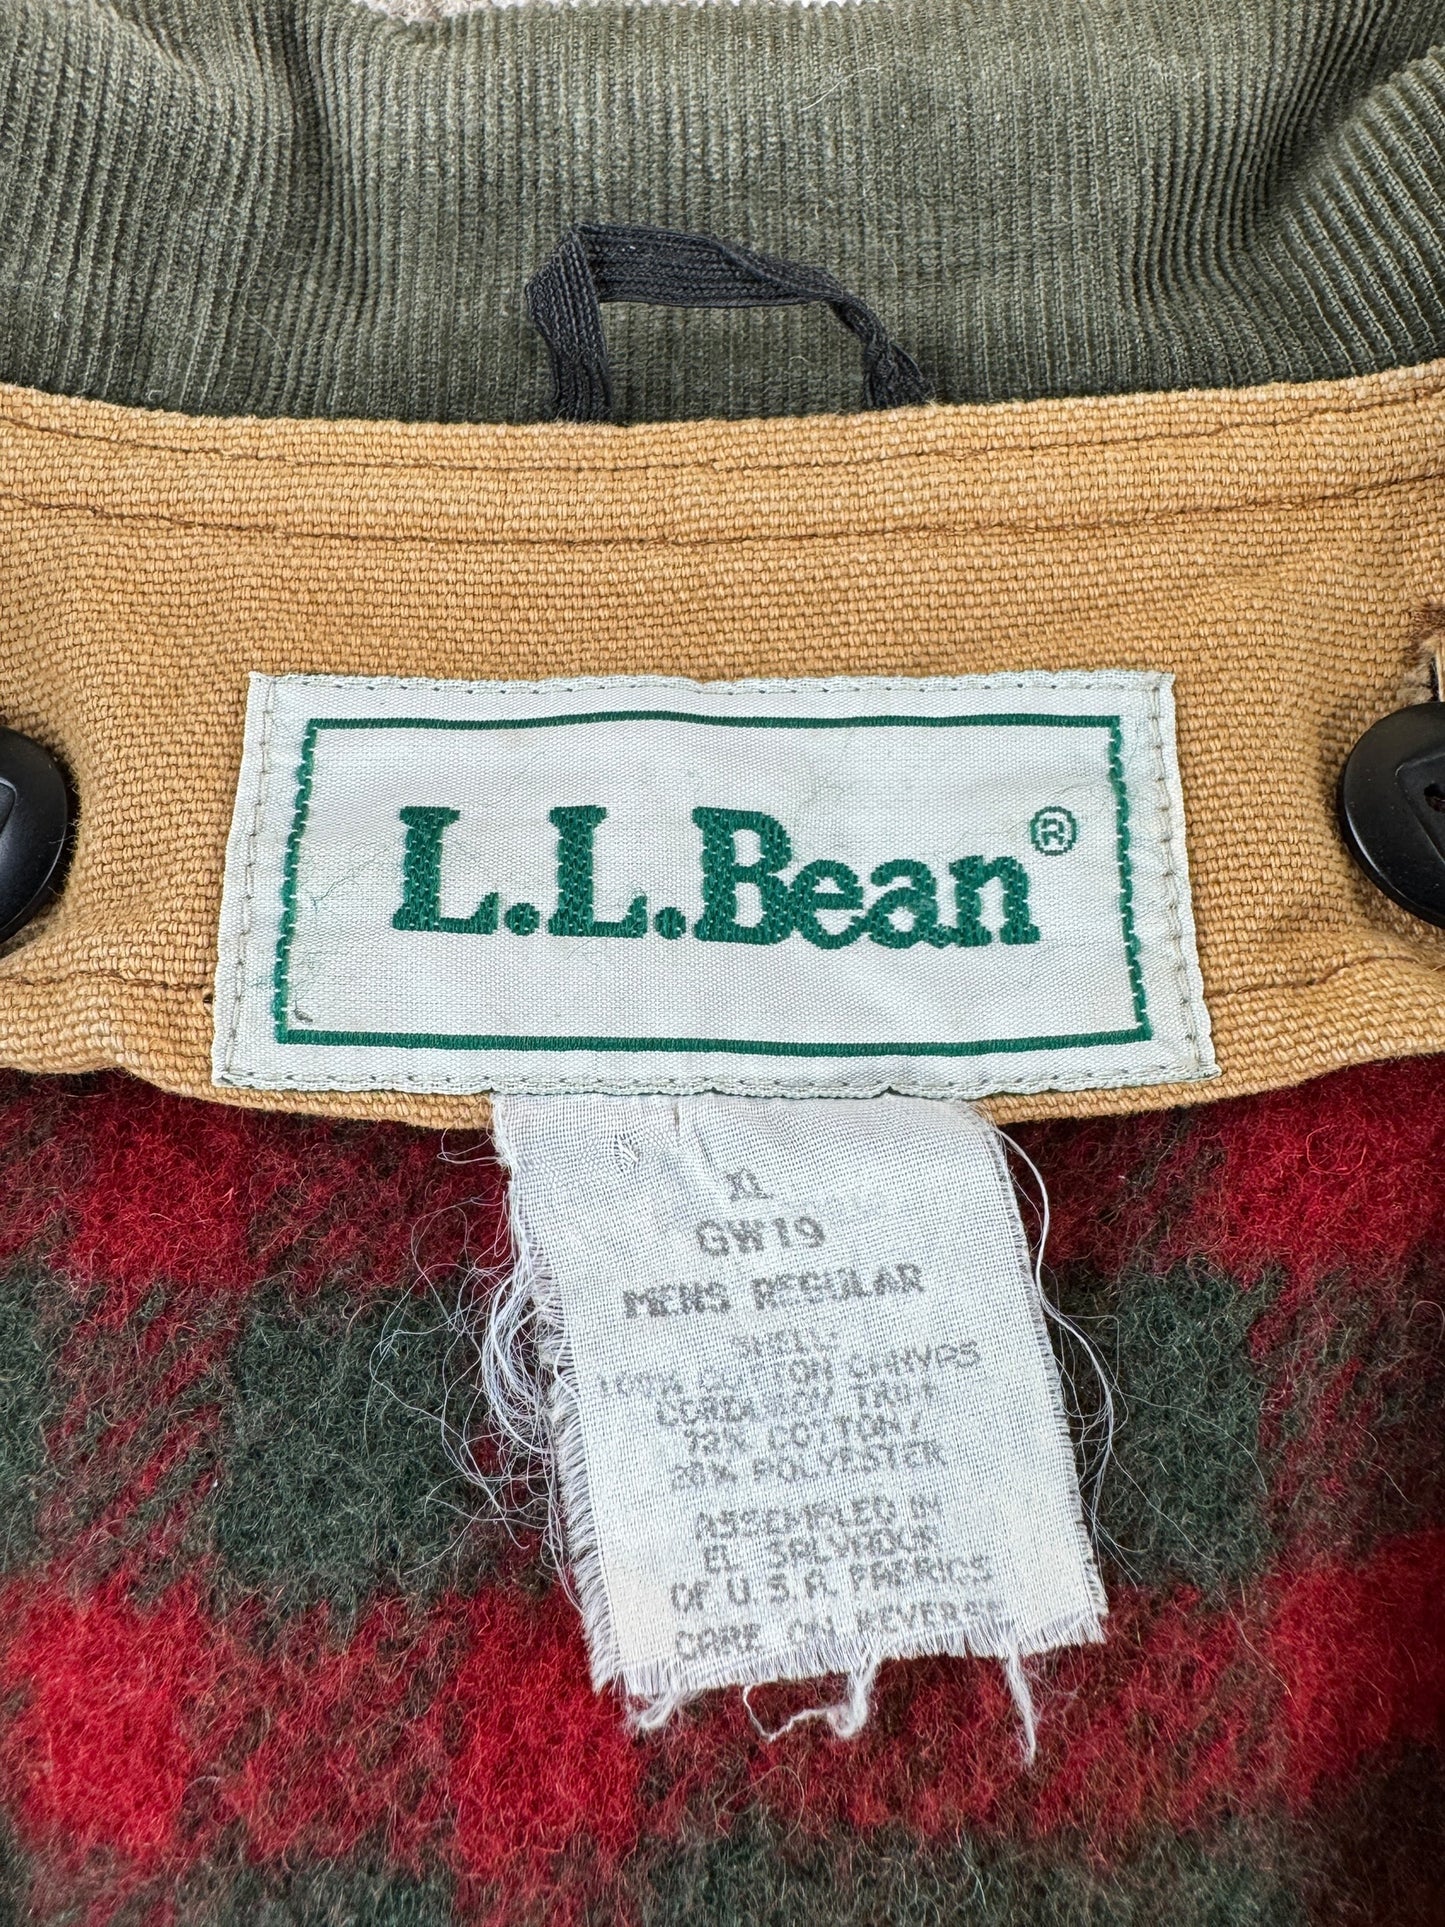 L.L.Bean®
XL
GW19
MENS REGULAR
SHELL:
100% COTTON CANVAS
CORDUROY TRIM
72% COTTON/
28% POLYESTER
ASSEMBLED IN
EL SALVADOR
OF U.S.A. FABRICS
CARE ON REVERSE